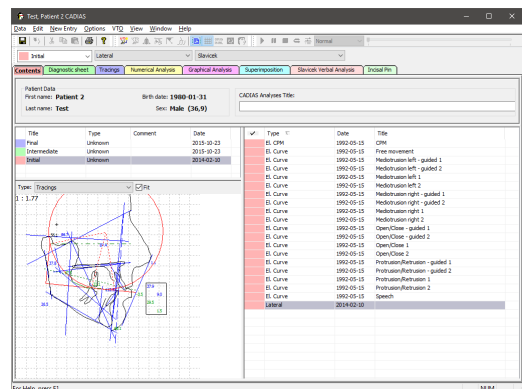 Test, Patient 2 CADIAS
Data Edit New Entry Options VTO View Window Help
Normal
Initial Lateral Slavicek
Contents Diagnostic sheet Tracings Numerical Analysis Graphical Analysis Superimposition Slavicek Verbal Analysis Incisal Pin
Patient Data
First name: Patient 2 Birth date: 1980-01-31
Last name: Test Sex: Male (36,9)
CADIAS Analyses Title:
Title Type Comment Date
Final Unknown 2015-10-23
Intermediate Unknown 2015-10-23
Initial Unknown 2014-02-10
Type: Tracings Fit
1 : 1.77
Type Date Title
El. CPM 1992-05-15 CPM
El. Curve 1992-05-15 Free movement
El. Curve 1992-05-15 Mediotrusion left - guided 1
El. Curve 1992-05-15 Mediotrusion left - guided 2
El. Curve 1992-05-15 Mediotrusion left 1
El. Curve 1992-05-15 Mediotrusion left 2
El. Curve 1992-05-15 Mediotrusion right - guided 1
El. Curve 1992-05-15 Mediotrusion right - guided 2
El. Curve 1992-05-15 Mediotrusion right 1
El. Curve 1992-05-15 Mediotrusion right 2
El. Curve 1992-05-15 Open/Close - guided 1
El. Curve 1992-05-15 Open/Close - guided 2
El. Curve 1992-05-15 Open/Close 1
El. Curve 1992-05-15 Open/Close 2
El. Curve 1992-05-15 Protrusion/Retrusion - guided 1
El. Curve 1992-05-15 Protrusion/Retrusion - guided 2
El. Curve 1992-05-15 Protrusion/Retrusion 1
El. Curve 1992-05-15 Protrusion/Retrusion 2
El. Curve 1992-05-15 Speech
Lateral 2014-02-10
For Help, press F1 NUM